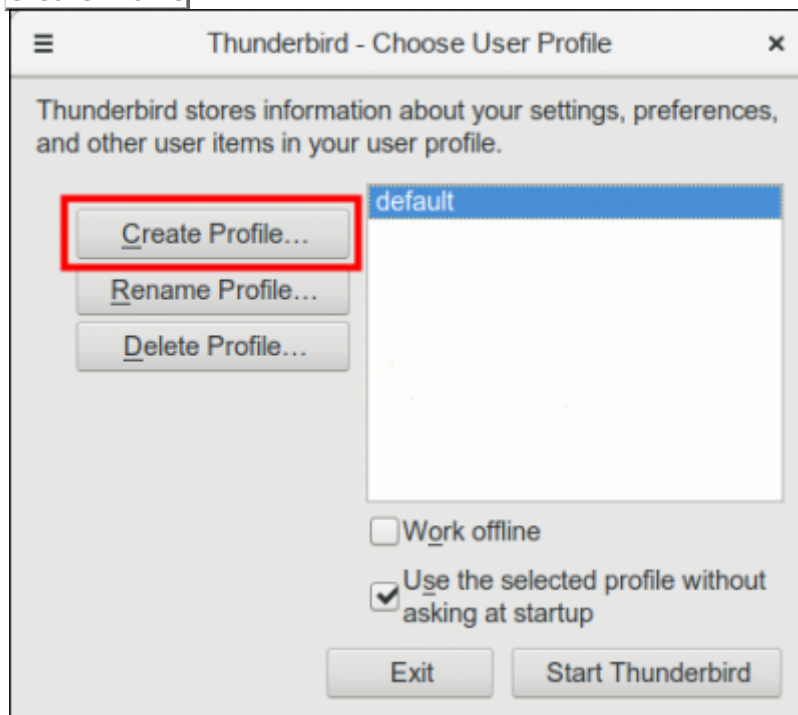 Thunderbird - Choose User Profile
Thunderbird stores information about your settings, preferences,
and other user items in your user profile.
default
Create Profile...
Rename Profile...
Delete Profile...
Work offline
Use the selected profile without
asking at startup
Exit
Start Thunderbird